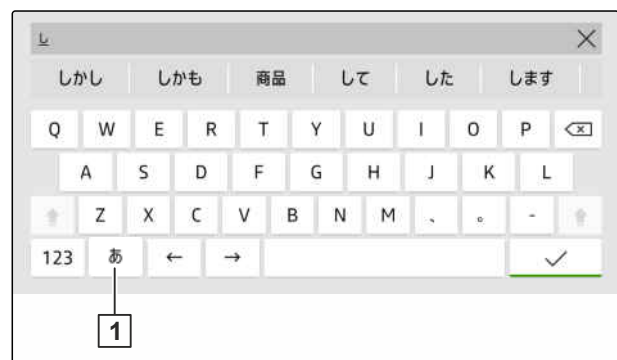 し
しかし しかも 商品 して した します
Q W E R T Y U I O P
A S D F G H J K L
Z X C V B N M 、 。 -
123 あ ← →
1